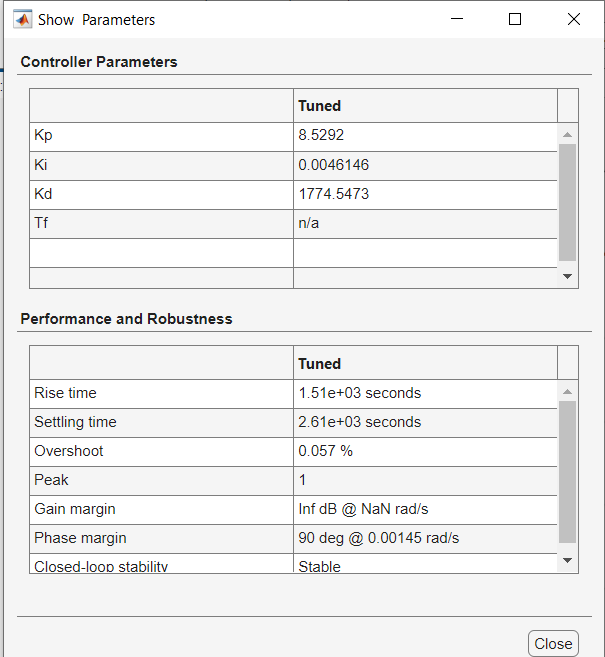 Show Parameters
Controller Parameters
Tuned
Kp 8.5292
Ki 0.0046146
Kd 1774.5473
Tf n/a
Performance and Robustness
Tuned
Rise time 1.51e+03 seconds
Settling time 2.61e+03 seconds
Overshoot 0.057 %
Peak 1
Gain margin Inf dB @ NaN rad/s
Phase margin 90 deg @ 0.00145 rad/s
Closed-loop stability Stable
Close